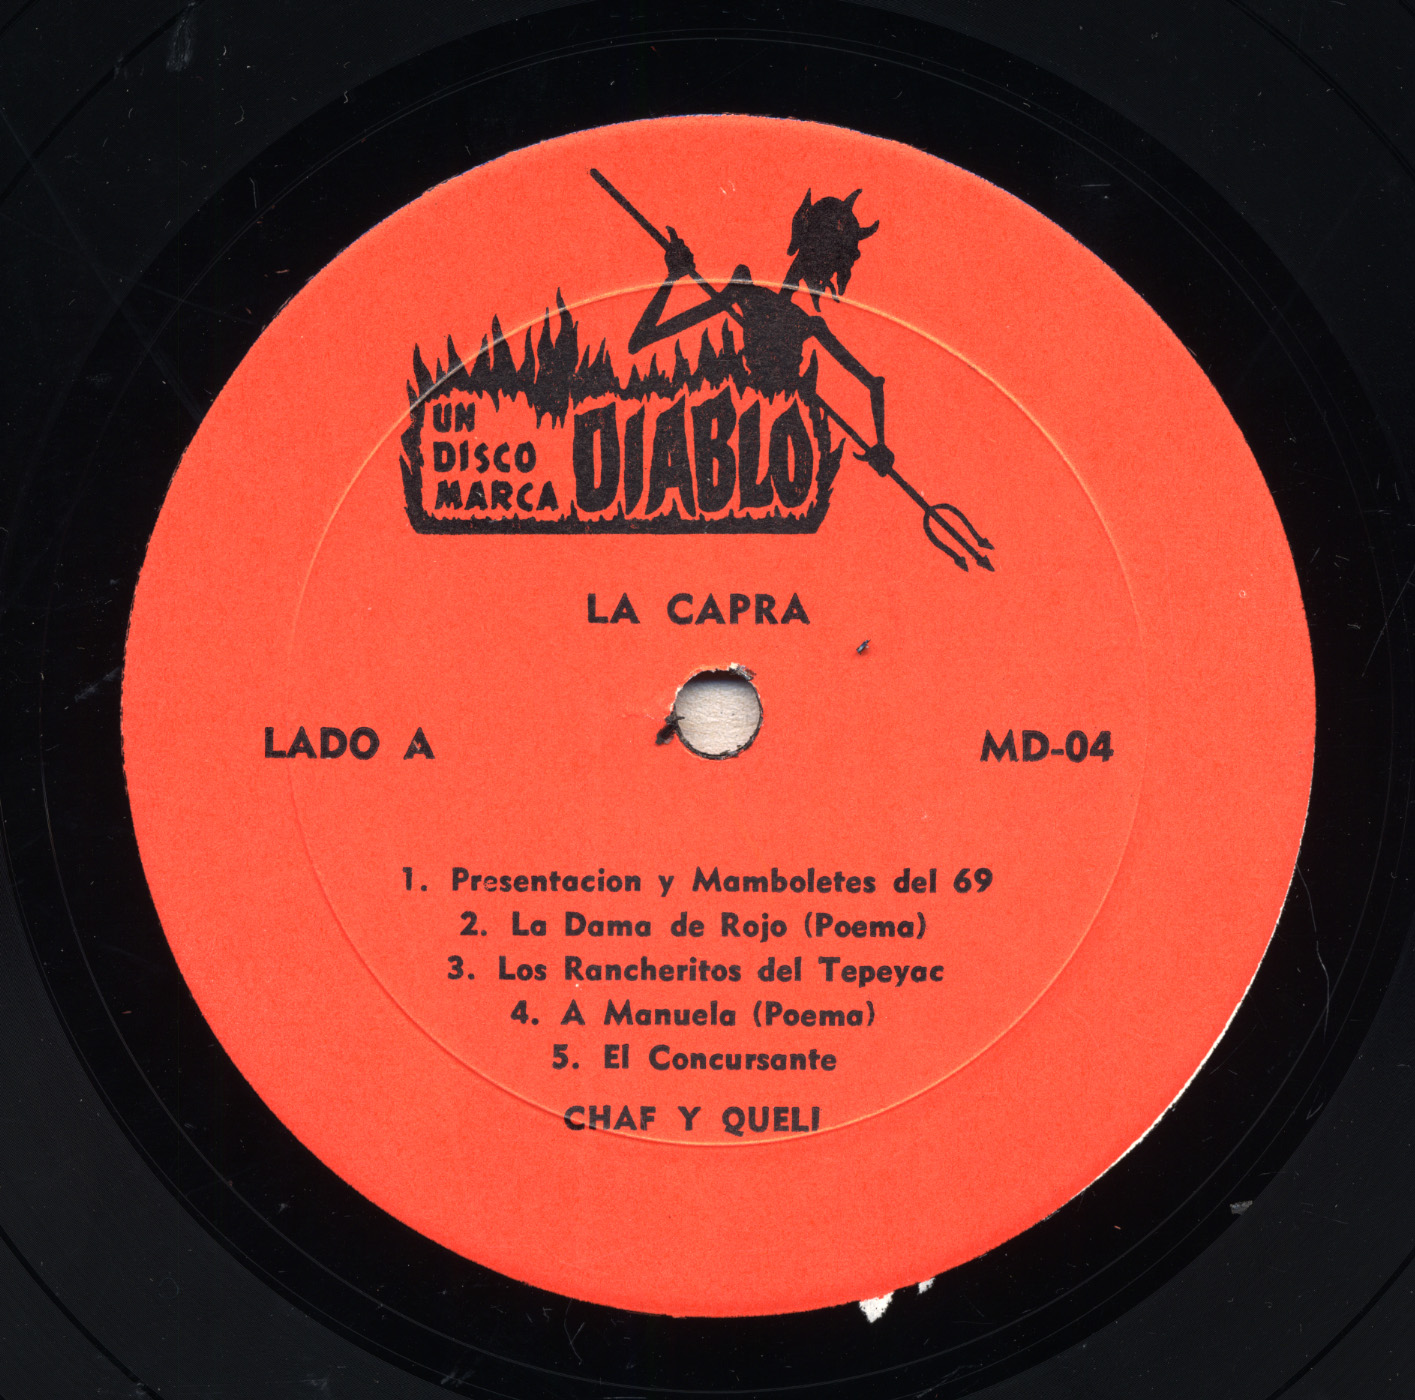 UN
DISCO
MARCA
DIABLO
LA CAPRA
LADO A
MD-04
1. Presentacion y Mamboletes del 69
2. La Dama de Rojo (Poema)
3. Los Rancheritos del Tepeyac
4. A Manuela (Poema)
5. El Concursante
CHAF Y QUELI